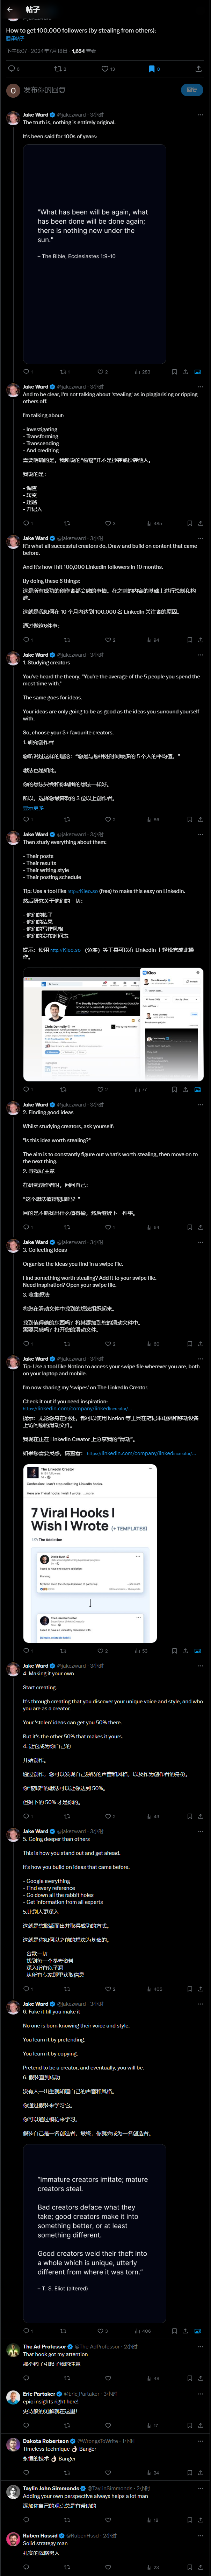 帖子
How to get 100,000 followers (by stealing from others):
翻译帖子
下午8:07 · 2024年7月18日 · 1,654 查看
发布你的回复
回复
Jake Ward @jakezward · 3小时
The truth is, nothing is entirely original.
It's been said for 100s of years:
"What has been will be again, what
has been done will be done again;
there is nothing new under the
sun."
– The Bible, Ecclesiastes 1:9-10
Jake Ward @jakezward · 3小时
And to be clear, I'm not talking about 'stealing' as in plagiarising or ripping
others off.
I'm talking about:
- Investigating
- Transforming
- Transcending
- And crediting
需要明确的是，我所说的"偷窃"并不是抄袭或抄袭他人。
我说的是：
- 调查
- 转变
- 超越
- 并记入
Jake Ward @jakezward · 3小时
It's what all successful creators do. Draw and build on content that came
before.
And it's how I hit 100,000 LinkedIn followers in 10 months.
By doing these 6 things:
这是所有成功的创作者都会做的事情。在之前的内容的基础上进行绘制和构
建。
这就是我如何在 10 个月内达到 100,000 名 LinkedIn 关注者的原因。
通过做这6件事：
Jake Ward @jakezward · 3小时
1. Studying creators
You've heard the theory, "You're the average of the 5 people you spend the
most time with."
The same goes for ideas.
Your ideas are only going to be as good as the ideas you surround yourself
with.
So, choose your 3+ favourite creators.
1. 研究创作者
您听说过这样的理论："您是与您相处时间最多的 5 个人的平均值。"
想法也是如此。
你的想法只会和你周围的想法一样好。
所以，选择您最喜欢的 3 位以上创作者。
显示更多
Jake Ward @jakezward · 3小时
Then study everything about them:
- Their posts
- Their results
- Their writing style
- Their posting schedule
Tip: Use a tool like http://Kleo.so (free) to make this easy on LinkedIn.
然后研究关于他们的一切：
- 他们的帖子
- 他们的结果
- 他们的写作风格
- 他们的发布时间表
提示：使用 http://Kleo.so （免费）等工具可以在 LinkedIn 上轻松完成此操
作。
Kleo
Jake Ward @jakezward · 3小时
2. Finding good ideas
Whilst studying creators, ask yourself:
"Is this idea worth stealing?"
The aim is to constantly figure out what's worth stealing, then move on to
the next thing.
2. 寻找好主意
在研究创作者时，问问自己：
"这个想法值得窃取吗？"
目的是不断找出什么值得偷，然后继续下一件事。
Jake Ward @jakezward · 3小时
3. Collecting ideas
Organise the ideas you find in a swipe file.
Find something worth stealing? Add it to your swipe file.
Need inspiration? Open your swipe file.
3. 收集想法
将您在滑动文件中找到的想法组织起来。
找到值得偷的东西吗？将其添加到您的滑动文件中。
需要灵感吗？打开您的滑动文件。
Jake Ward @jakezward · 3小时
Tip: Use a tool like Notion to access your swipe file wherever you are, both
on your laptop and mobile.
I'm now sharing my 'swipes' on The LinkedIn Creator.
Check it out if you need inspiration:
https://linkedin.com/company/linkedincreator/…
提示：无论您身在何处，都可以使用 Notion 等工具在笔记本电脑和移动设备
上访问您的滑动文件。
我现在正在 LinkedIn Creator 上分享我的"滑动"。
如果你需要灵感，请查看： https://linkedin.com/company/linkedincreator/…
The LinkedIn Creator
7 Viral Hooks I
Wish I Wrote (+ TEMPLATES)
Jake Ward @jakezward · 3小时
4. Making it your own
Start creating.
It's through creating that you discover your unique voice and style, and who
you are as a creator.
Your 'stolen' ideas can get you 50% there.
But it's the other 50% that makes it yours.
4. 让它成为你自己的
开始创作。
通过创作，您可以发现自己独特的声音和风格，以及作为创作者的身份。
你"窃取"的想法可以让你达到 50%。
但剩下的 50% 才是你的。
Jake Ward @jakezward · 3小时
5. Going deeper than others
This is how you stand out and get ahead.
It's how you build on ideas that came before.
- Google everything
- Find every reference
- Go down all the rabbit holes
- Get information from all experts
5.比别人更深入
这就是您脱颖而出并取得成功的方式。
这就是你如何以之前的想法为基础的。
- 谷歌一切
- 找到每一个参考资料
- 深入所有兔子洞
- 从所有专家那里获取信息
Jake Ward @jakezward · 3小时
6. Fake it till you make it
No one is born knowing their voice and style.
You learn it by pretending.
You learn it by copying.
Pretend to be a creator, and eventually, you will be.
6. 假装直到成功
没有人一出生就知道自己的声音和风格。
你通过假装来学习它。
你可以通过模仿来学习。
假装自己是一名创造者，最终，你就会成为一名创造者。
"Immature creators imitate; mature
creators steal.
Bad creators deface what they
take; good creators make it into
something better, or at least
something different.
Good creators weld their theft into
a whole which is unique, utterly
different from where it was torn."
– T. S. Eliot (altered)
The Ad Professor @The_AdProfessor · 2小时
That hook got my attention
那个钩子引起了我的注意
Eric Partaker @Eric_Partaker · 3小时
epic insights right here!
史诗般的见解就在这里！
Dakota Robertson @WrongsToWrite · 1小时
Timeless technique 👌 Banger
永恒的技术 👌 Banger
Taylin John Simmonds @TaylinSimmonds · 2小时
Adding your own perspective always helps a lot man
添加你自己的观点总是有帮助的
Ruben Hassid @RubenHssd · 2小时
Solid strategy man
扎实的战略男人